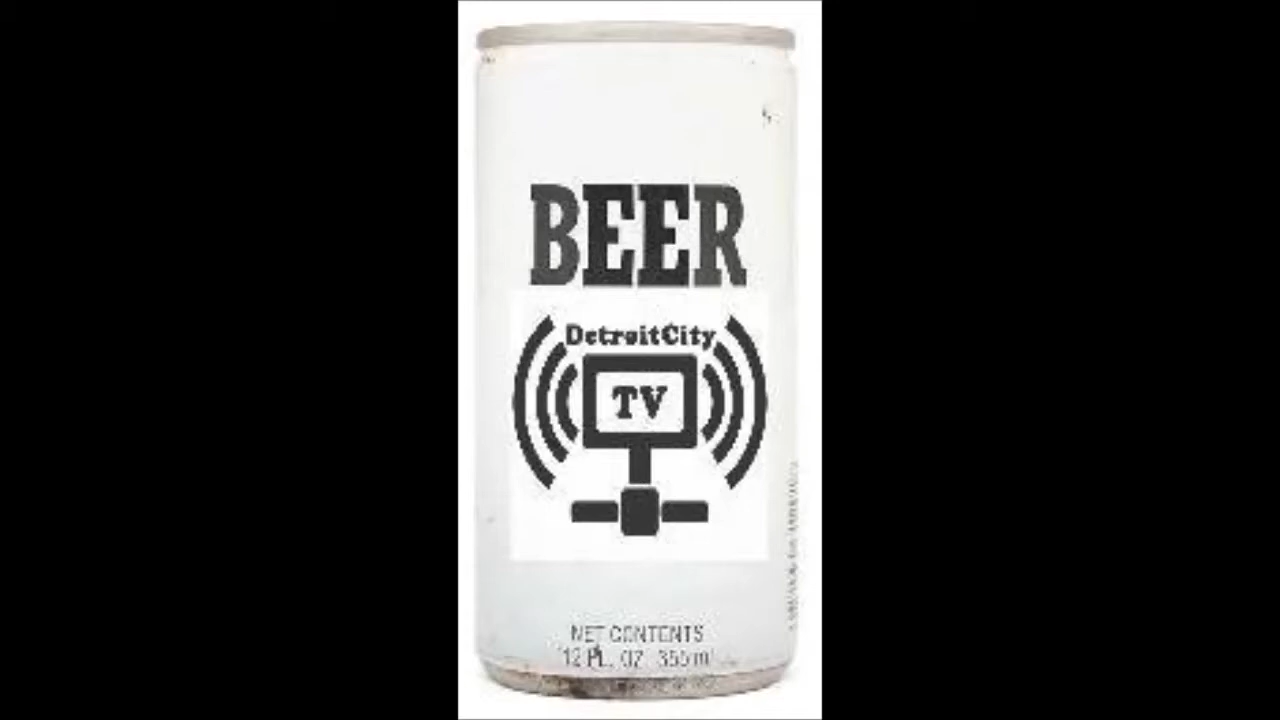 BEER
DetroitCity
TV
NET CONTENTS
12 FL. OZ. 355 ml